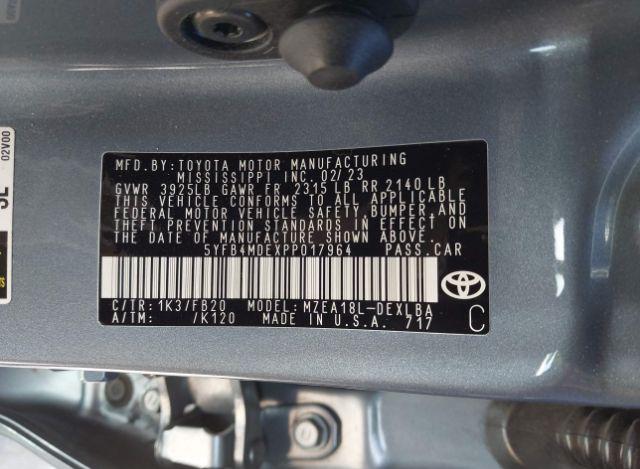 MFD.BY:TOYOTA MOTOR MANUFACTURING
MISSISSIPPI INC. 02/23
GVWR 3925LB GAWR FR 2315 LB RR 2140 LB
THIS VEHICLE CONFORMS TO ALL APPLICABLE
FEDERAL MOTOR VEHICLE SAFETY, BUMPER, AND
THEFT PREVENTION STANDARDS IN EFFECT ON
THE DATE OF MANUFACTURE SHOWN ABOVE.
5YFB4MDEXPP017964 PASS.CAR
C/TR: 1K3/FB20 MODEL: MZEA18L-DEXLBA
A/TM: /K120 MADE IN U.S.A. 717
C
02V00